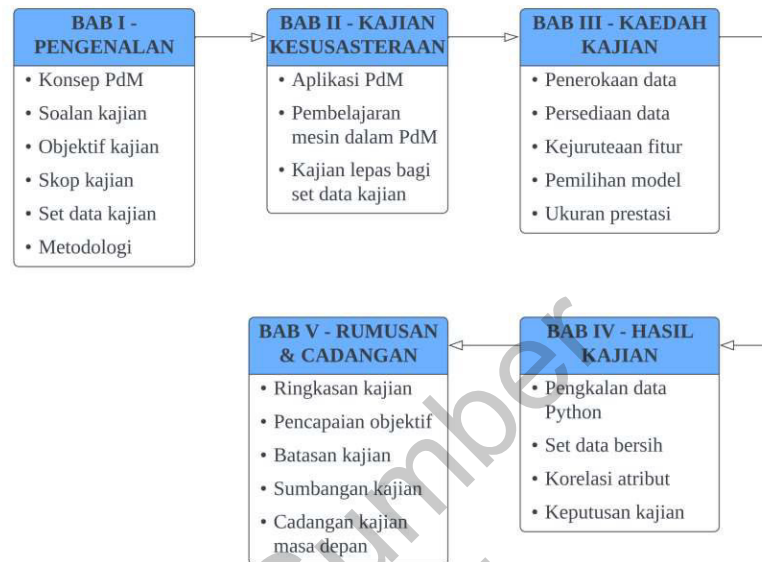 BAB I -
PENGENALAN
• Konsep PdM
• Soalan kajian
• Objektif kajian
• Skop kajian
• Set data kajian
• Metodologi
BAB II - KAJIAN
KESUSASTERAAN
• Aplikasi PdM
• Pembelajaran
mesin dalam PdM
• Kajian lepas bagi
set data kajian
BAB III - KAEDAH
KAJIAN
• Penerokaan data
• Persediaan data
• Kejuruteaan fitur
• Pemilihan model
• Ukuran prestasi
BAB IV - HASIL
KAJIAN
• Pengkalan data
Python
• Set data bersih
• Korelasi atribut
• Keputusan kajian
BAB V - RUMUSAN
& CADANGAN
• Ringkasan kajian
• Pencapaian objektif
• Batasan kajian
• Sumbangan kajian
• Cadangan kajian
masa depan